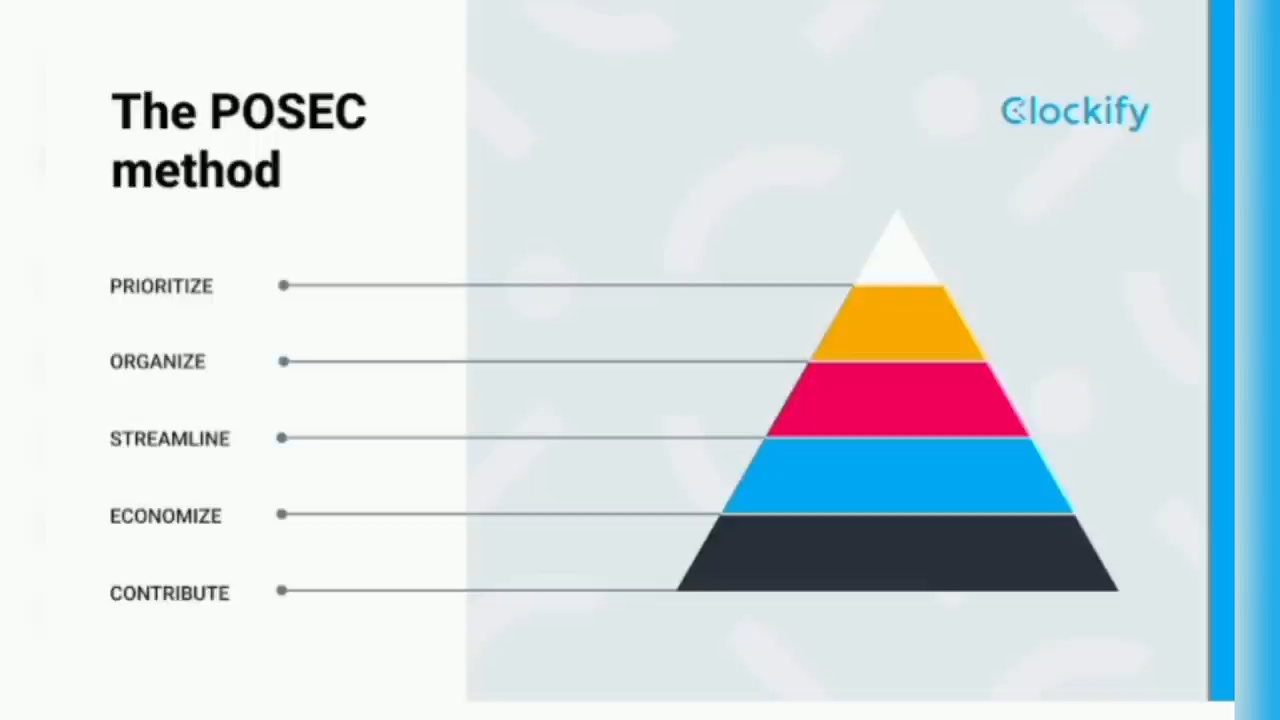 The POSEC
method
Clockify
PRIORITIZE
ORGANIZE
STREAMLINE
ECONOMIZE
CONTRIBUTE